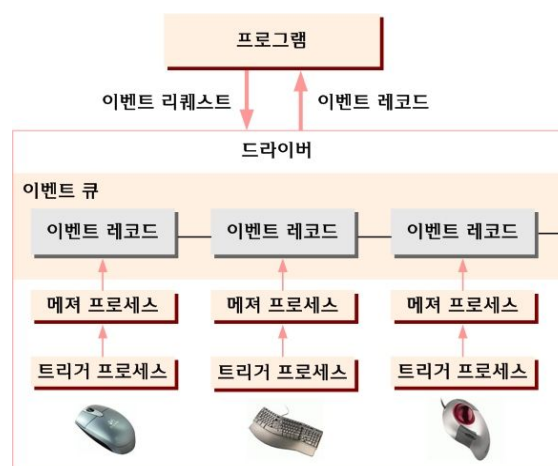 프로그램
이벤트 리퀘스트 이벤트 레코드
드라이버
이벤트 큐
이벤트 레코드 이벤트 레코드 이벤트 레코드
메져 프로세스 메져 프로세스 메져 프로세스
트리거 프로세스 트리거 프로세스 트리거 프로세스